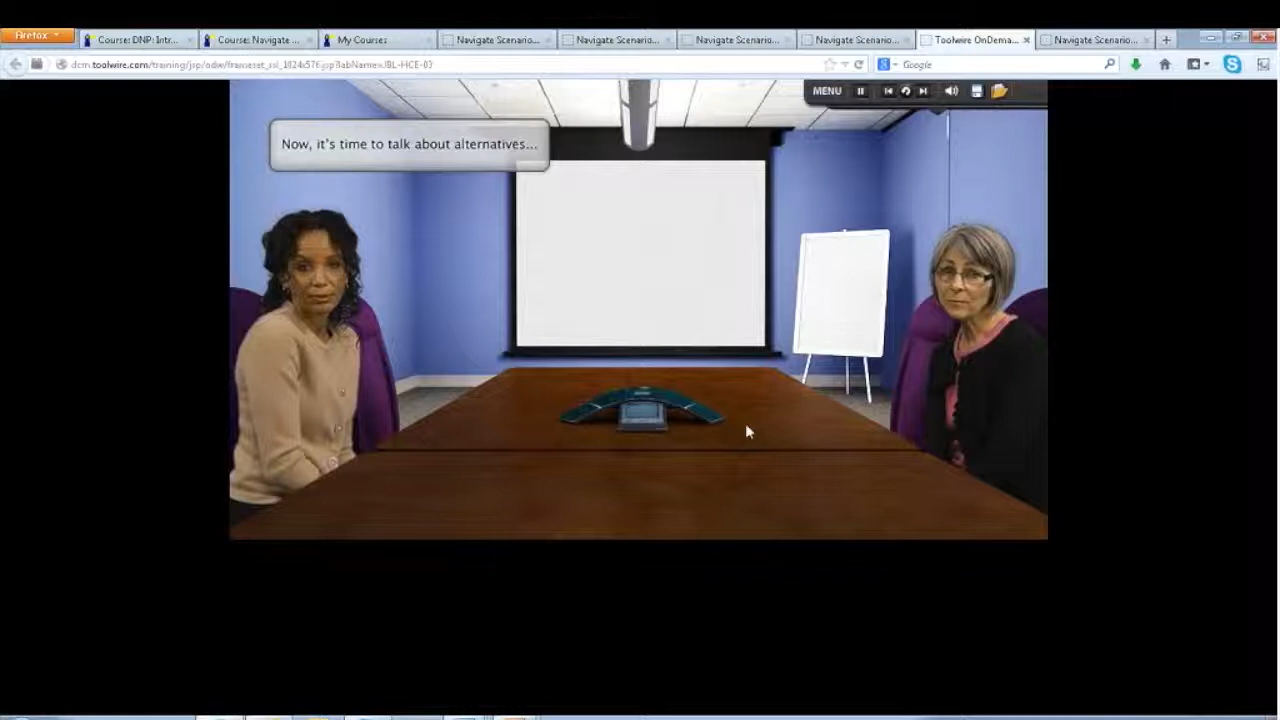 Firefox
Course: DNP: Intr...
Course: Navigate ...
My Courses
Navigate Scenario...
Navigate Scenario...
Navigate Scenario...
Navigate Scenario...
Toolwire OnDema...
Navigate Scenario...
Google
MENU
Now, it's time to talk about alternatives...